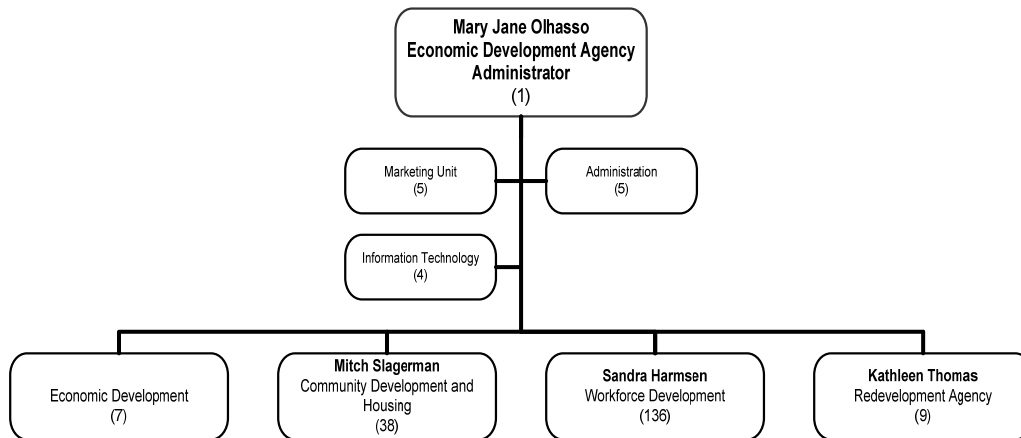 Mary Jane Olhasso
Economic Development Agency
Administrator
(1)
Marketing Unit
(5)
Administration
(5)
Information Technology
(4)
Economic Development
(7)
Mitch Slagerman
Community Development and
Housing
(38)
Sandra Harmsen
Workforce Development
(136)
Kathleen Thomas
Redevelopment Agency
(9)